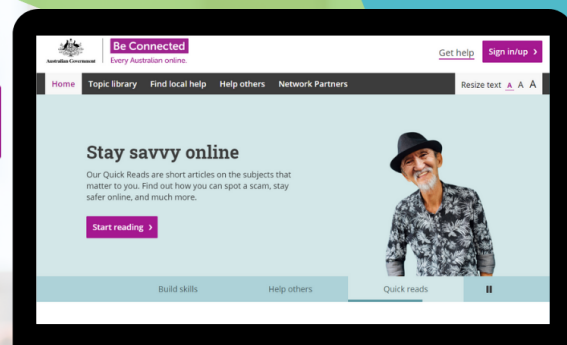 Australian Government
Be Connected
Every Australian online.
Get help
Sign in/up >
Home Topic library Find local help Help others Network Partners
Resize text A A A
Stay savvy online
Our Quick Reads are short articles on the subjects that
matter to you. Find out how you can spot a scam, stay
safer online, and much more.
Start reading >
Build skills Help others Quick reads